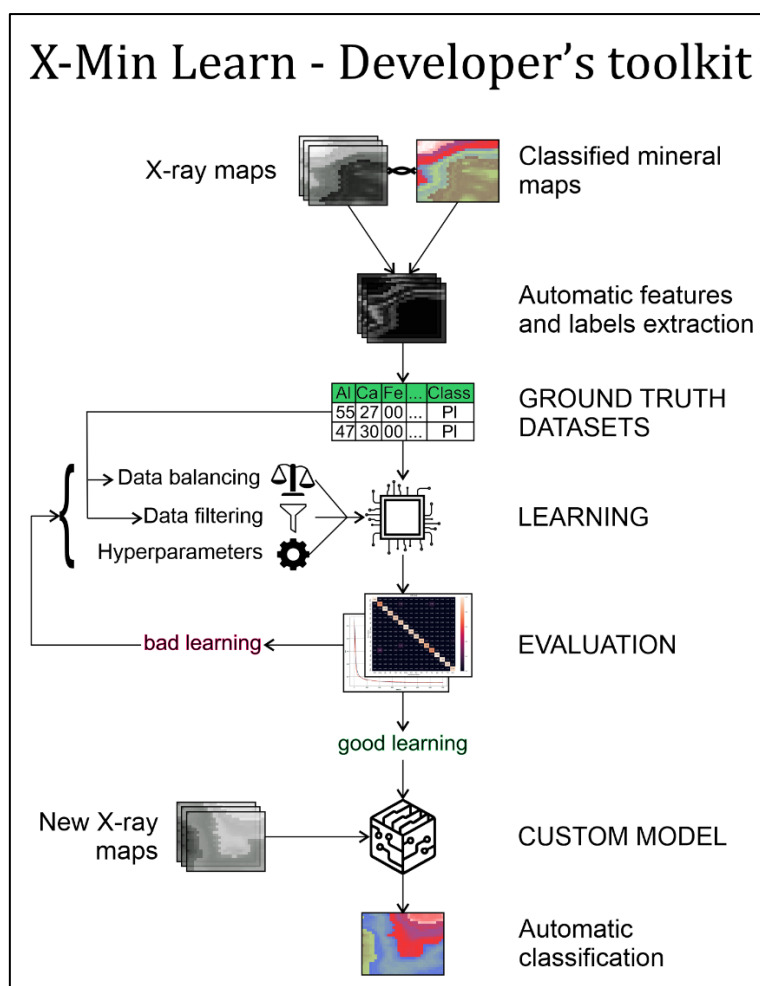 X-Min Learn - Developer's toolkit
X-ray maps
Classified mineral
maps
Automatic features
and labels extraction
Al Ca Fe ... Class
55 27 00 ... Pl
47 30 00 ... Pl
GROUND TRUTH
DATASETS
Data balancing
Data filtering
Hyperparameters
LEARNING
bad learning
EVALUATION
good learning
New X-ray
maps
CUSTOM MODEL
Automatic
classification